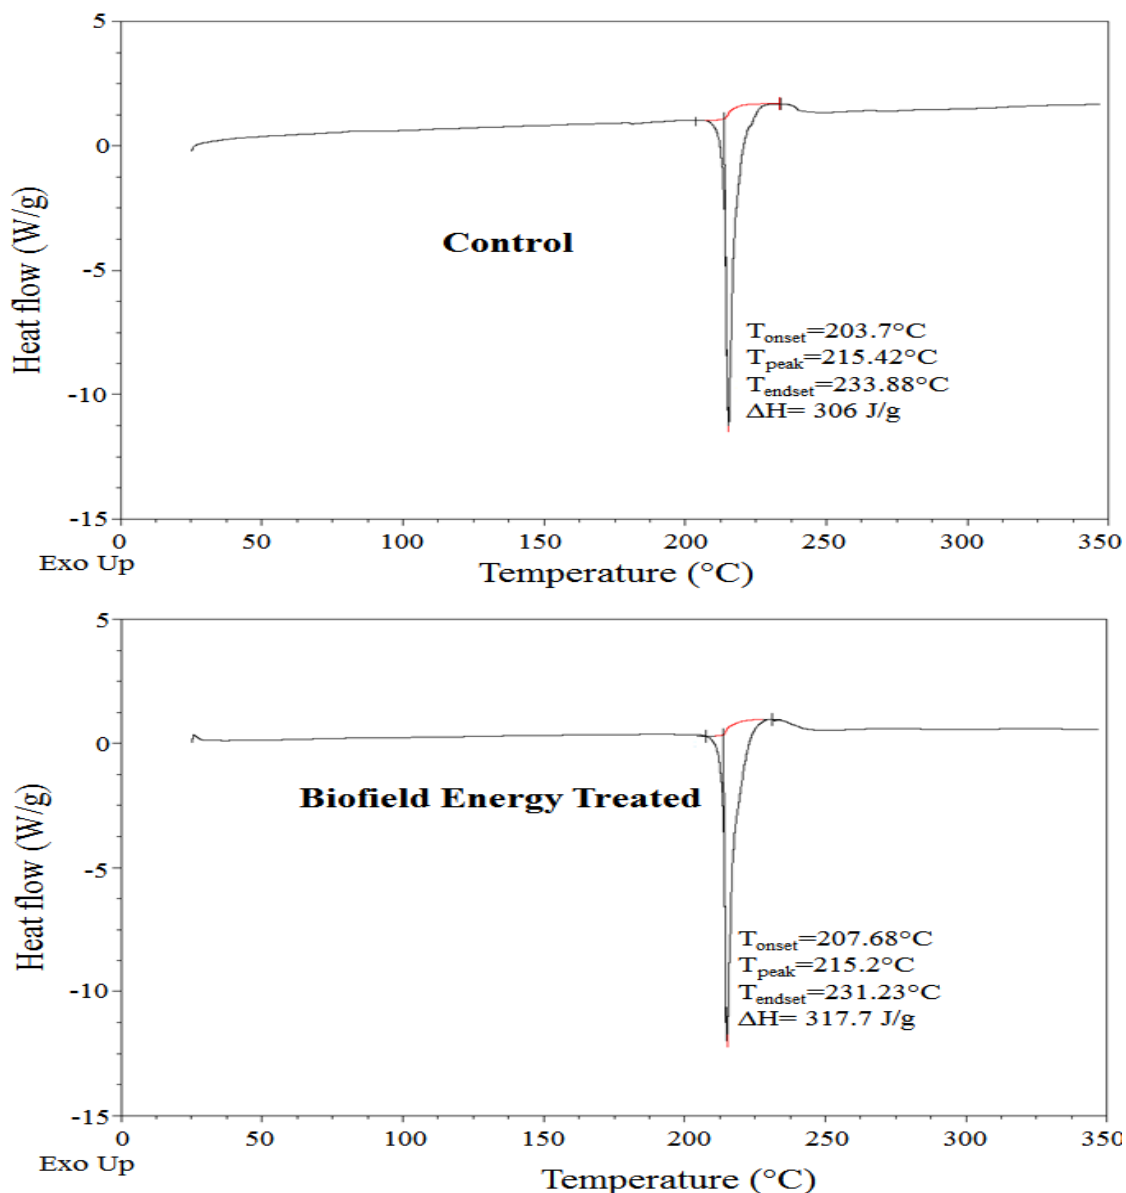 5
0
-5
-10
-15
Heat flow (W/g)
Control
Tonset=203.7°C
Tpeak=215.42°C
Tendset=233.88°C
ΔH= 306 J/g
0 50 100 150 200 250 300 350
Exo Up
Temperature (°C)
5
0
-5
-10
-15
Heat flow (W/g)
Biofield Energy Treated
Tonset=207.68°C
Tpeak=215.2°C
Tendset=231.23°C
ΔH= 317.7 J/g
0 50 100 150 200 250 300 350
Exo Up
Temperature (°C)